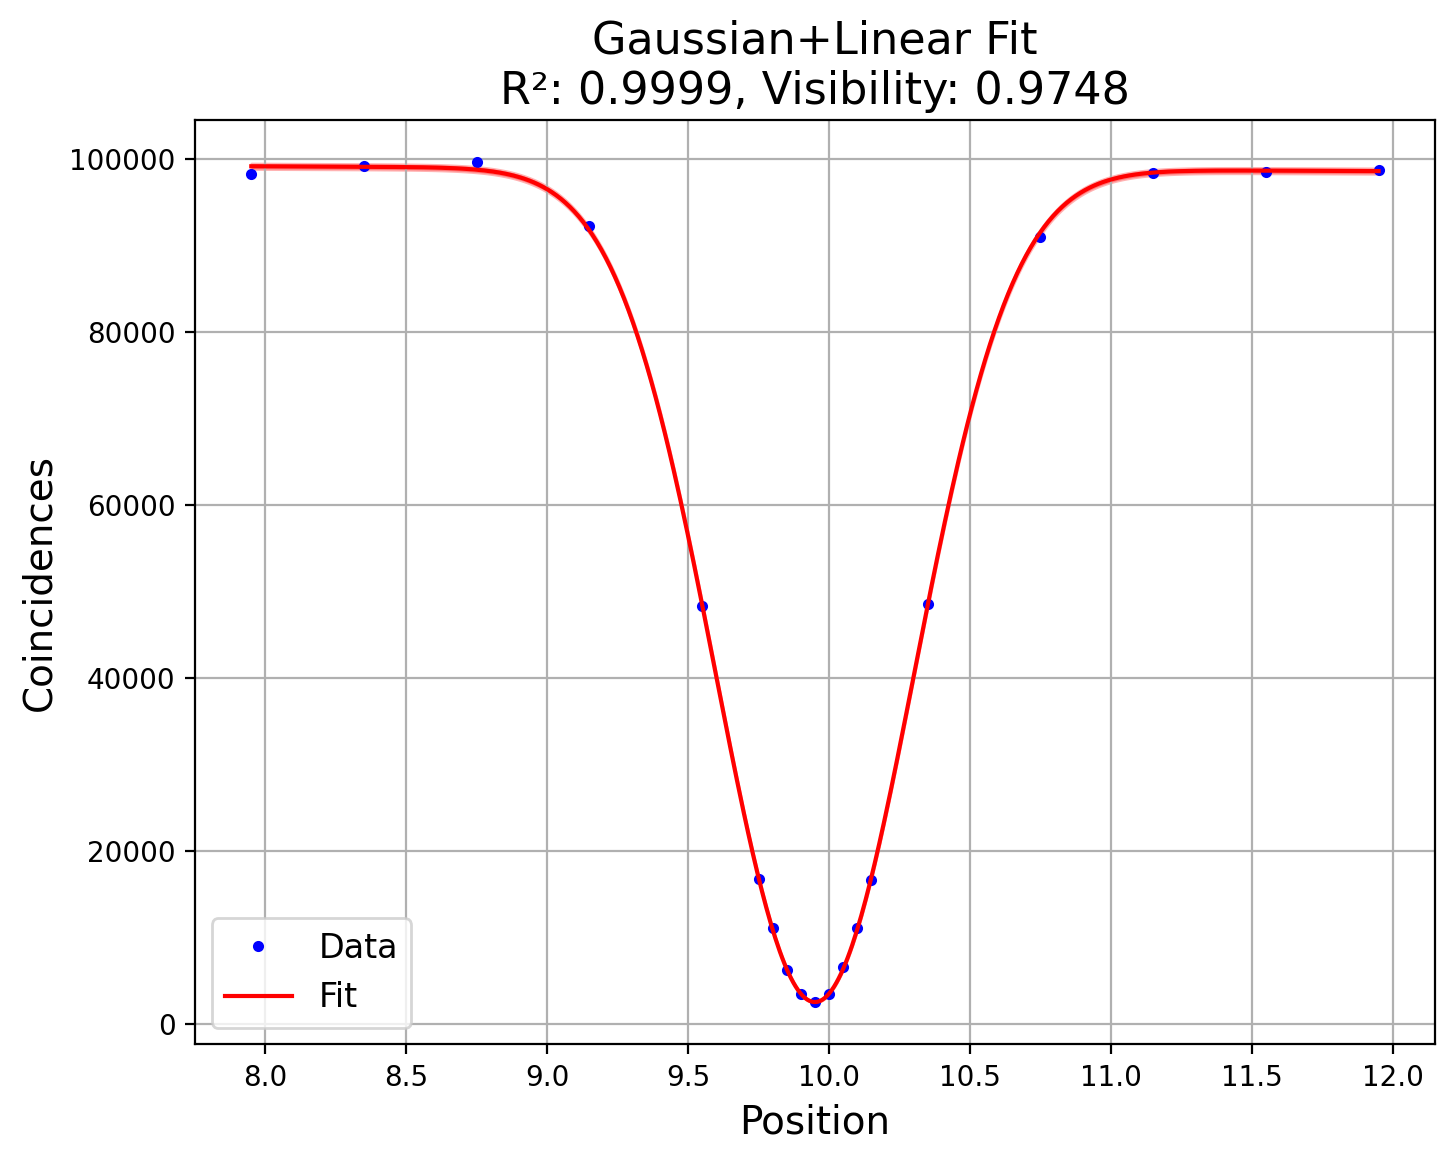 Gaussian+Linear Fit
R²: 0.9999, Visibility: 0.9748
100000
80000
60000
40000
20000
0
Coincidences
Data
Fit
8.0 8.5 9.0 9.5 10.0 10.5 11.0 11.5 12.0
Position